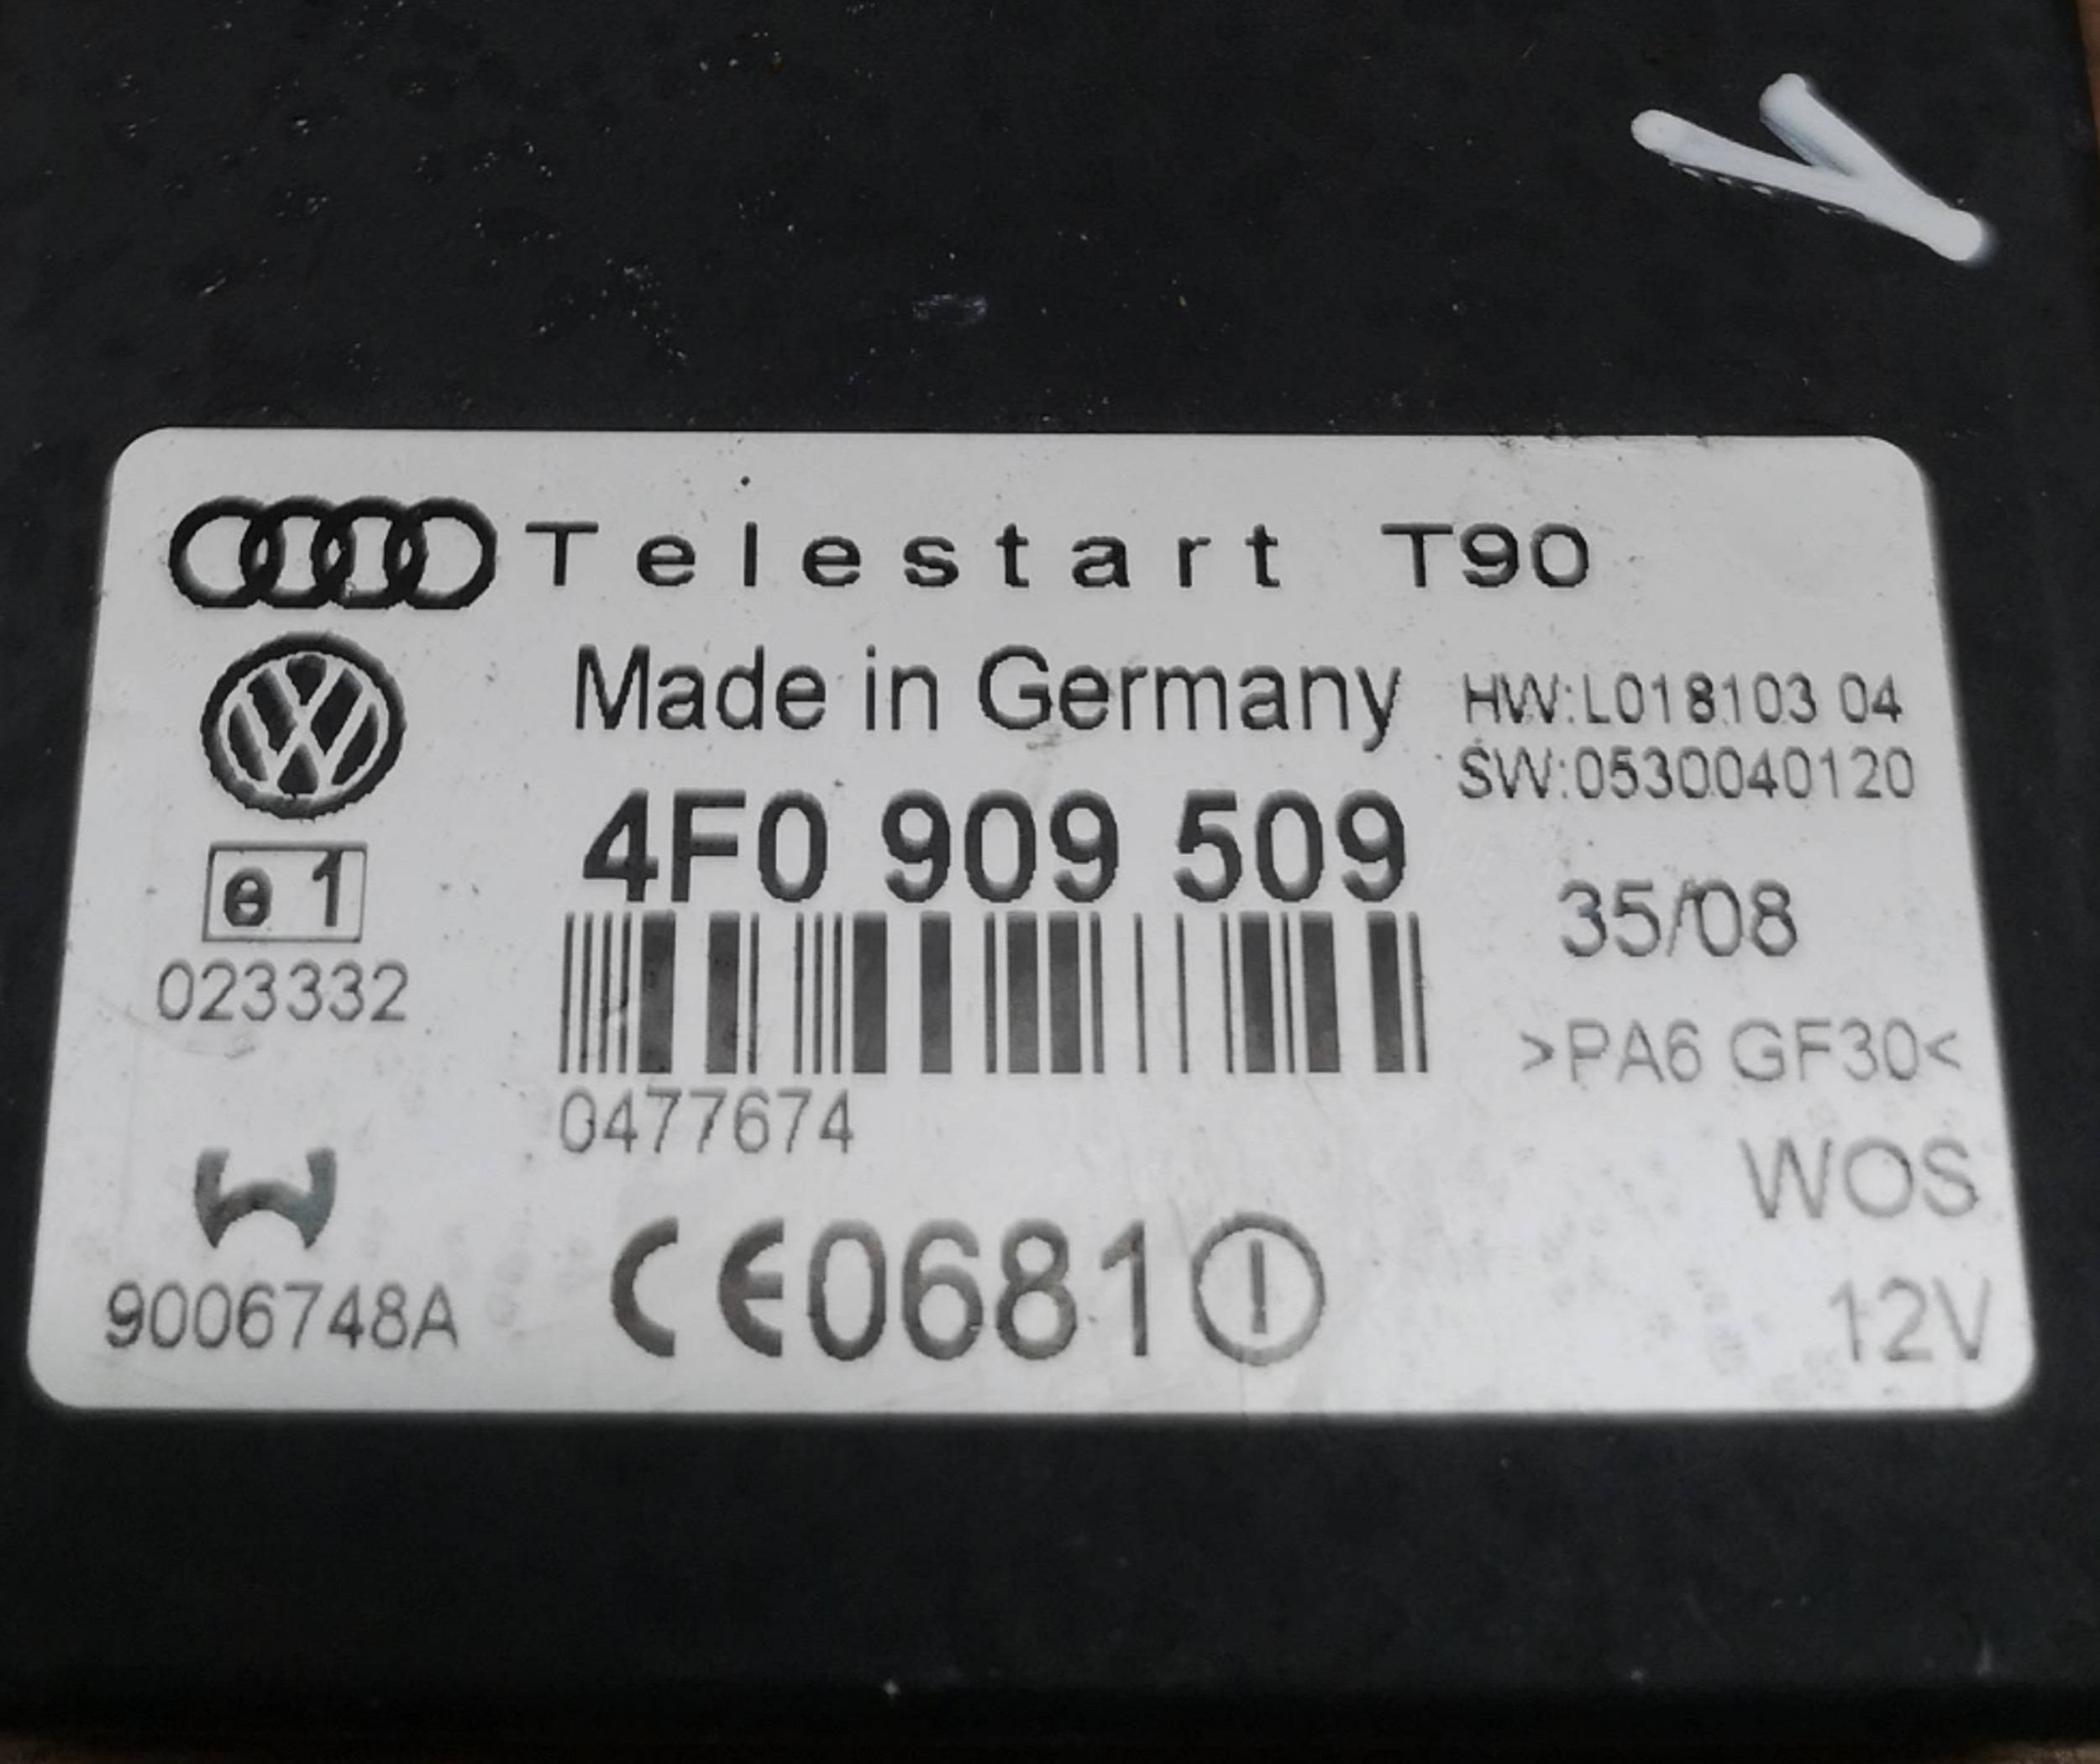 Telestart T90
Made in Germany
HW:L018103 04
SW:0530040120
4F0 909 509
e1
35/08
023332
>PA6 GF30<
0477674
WOS
9006748A
CE0681
12V